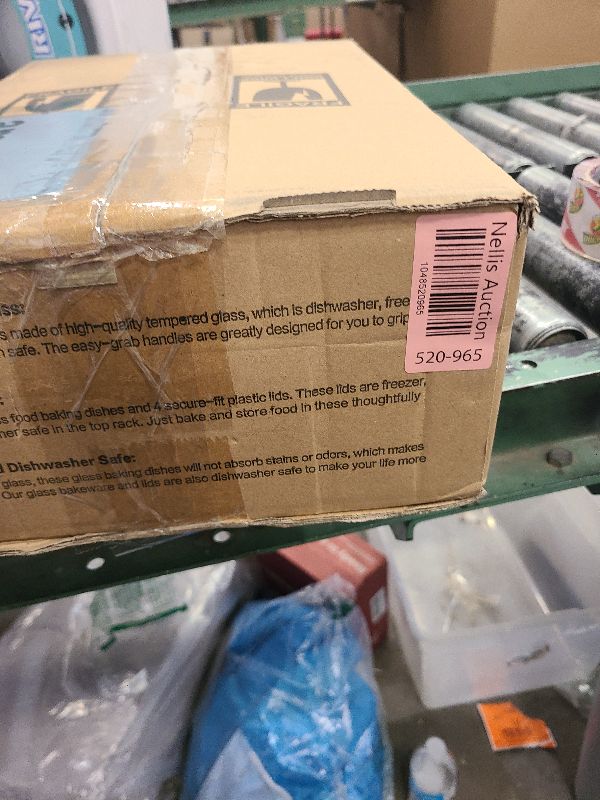 FRAGILE
Nellis Auction
1048520965
520-965
ss:
s made of high-quality tempered glass, which is dishwasher, free
n safe. The easy-grab handles are greatly designed for you to grip
s food baking dishes and 4 secure-fit plastic lids. These lids are freezer,
her safe in the top rack. Just bake and store food in these thoughtfully
d Dishwasher Safe:
glass, these glass baking dishes will not absorb stains or odors, which makes
Our glass bakeware and lids are also dishwasher safe to make your life more